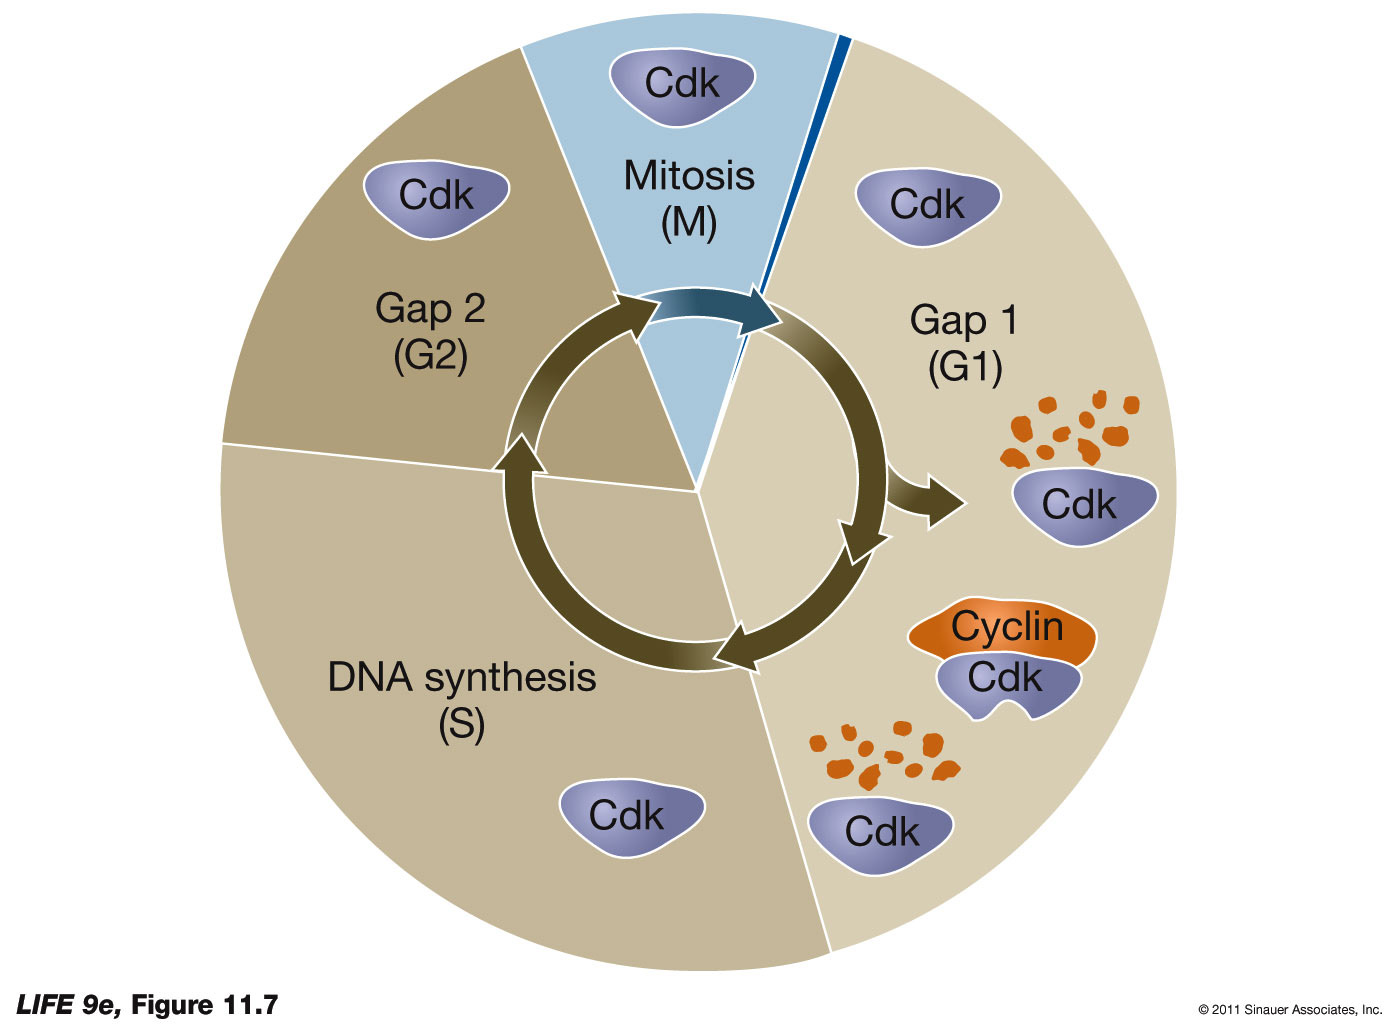 Cdk
Mitosis
(M)
Cdk
Cdk
Gap 2
(G2)
Gap 1
(G1)
Cdk
Cyclin
Cdk
DNA synthesis
(S)
Cdk
Cdk
LIFE 9e, Figure 11.7
© 2011 Sinauer Associates, Inc.